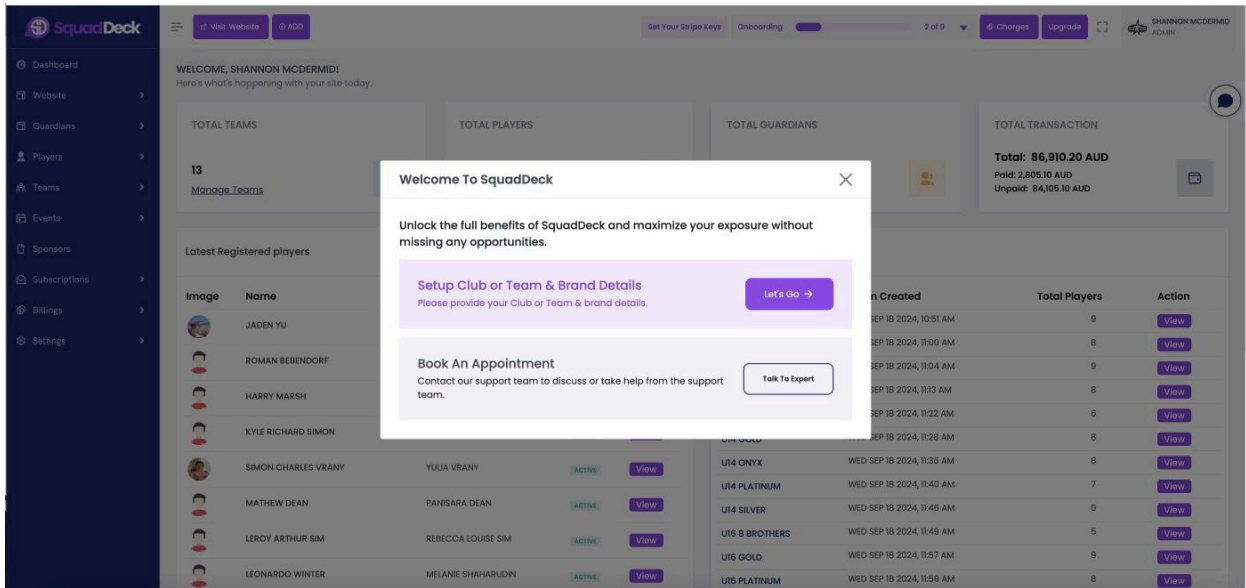 SquadDeck
Visit Website
ADD
Set Your Stripe Keys
Onboarding
2 of 9
Charges
Upgrade
SHANNON MCDERMID
ADMIN
Dashboard
Website
Guardians
Players
Teams
Events
Sponsors
Subscriptions
Billings
Settings
WELCOME, SHANNON MCDERMID!
Here's what's happening with your site today.
TOTAL TEAMS
13
Manage Teams
TOTAL PLAYERS
TOTAL GUARDIANS
TOTAL TRANSACTION
Total: 86,910.20 AUD
Paid: 2,805.10 AUD
Unpaid: 84,105.10 AUD
Welcome To SquadDeck
Unlock the full benefits of SquadDeck and maximize your exposure without
missing any opportunities.
Setup Club or Team & Brand Details
Please provide your Club or Team & brand details.
Let's Go →
Book An Appointment
Contact our support team to discuss or take help from the support
team.
Talk To Expert
Latest Registered players
Image Name
JADEN YU
ROMAN BEBENDORF
HARRY MARSH
KYLE RICHARD SIMON
SIMON CHARLES VRANY YULIA VRANY ACTIVE View
MATHEW DEAN PANISARA DEAN ACTIVE View
LEROY ARTHUR SIM REBECCA LOUISE SIM ACTIVE View
LEONARDO WINTER MELANIE SHAHARUDIN ACTIVE View
Created Total Players Action
SEP 18 2024, 10:51 AM 9 View
SEP 18 2024, 11:00 AM 8 View
SEP 18 2024, 11:04 AM 9 View
SEP 18 2024, 11:13 AM 8 View
SEP 18 2024, 11:22 AM 6 View
U14 GOLD SEP 18 2024, 11:28 AM 8 View
U14 ONYX WED SEP 18 2024, 11:36 AM 8 View
U14 PLATINUM WED SEP 18 2024, 11:40 AM 7 View
U14 SILVER WED SEP 18 2024, 11:46 AM 0 View
U16 8 BROTHERS WED SEP 18 2024, 11:49 AM 5 View
U16 GOLD WED SEP 18 2024, 11:57 AM 9 View
U16 PLATINUM WED SEP 18 2024, 11:59 AM 8 View